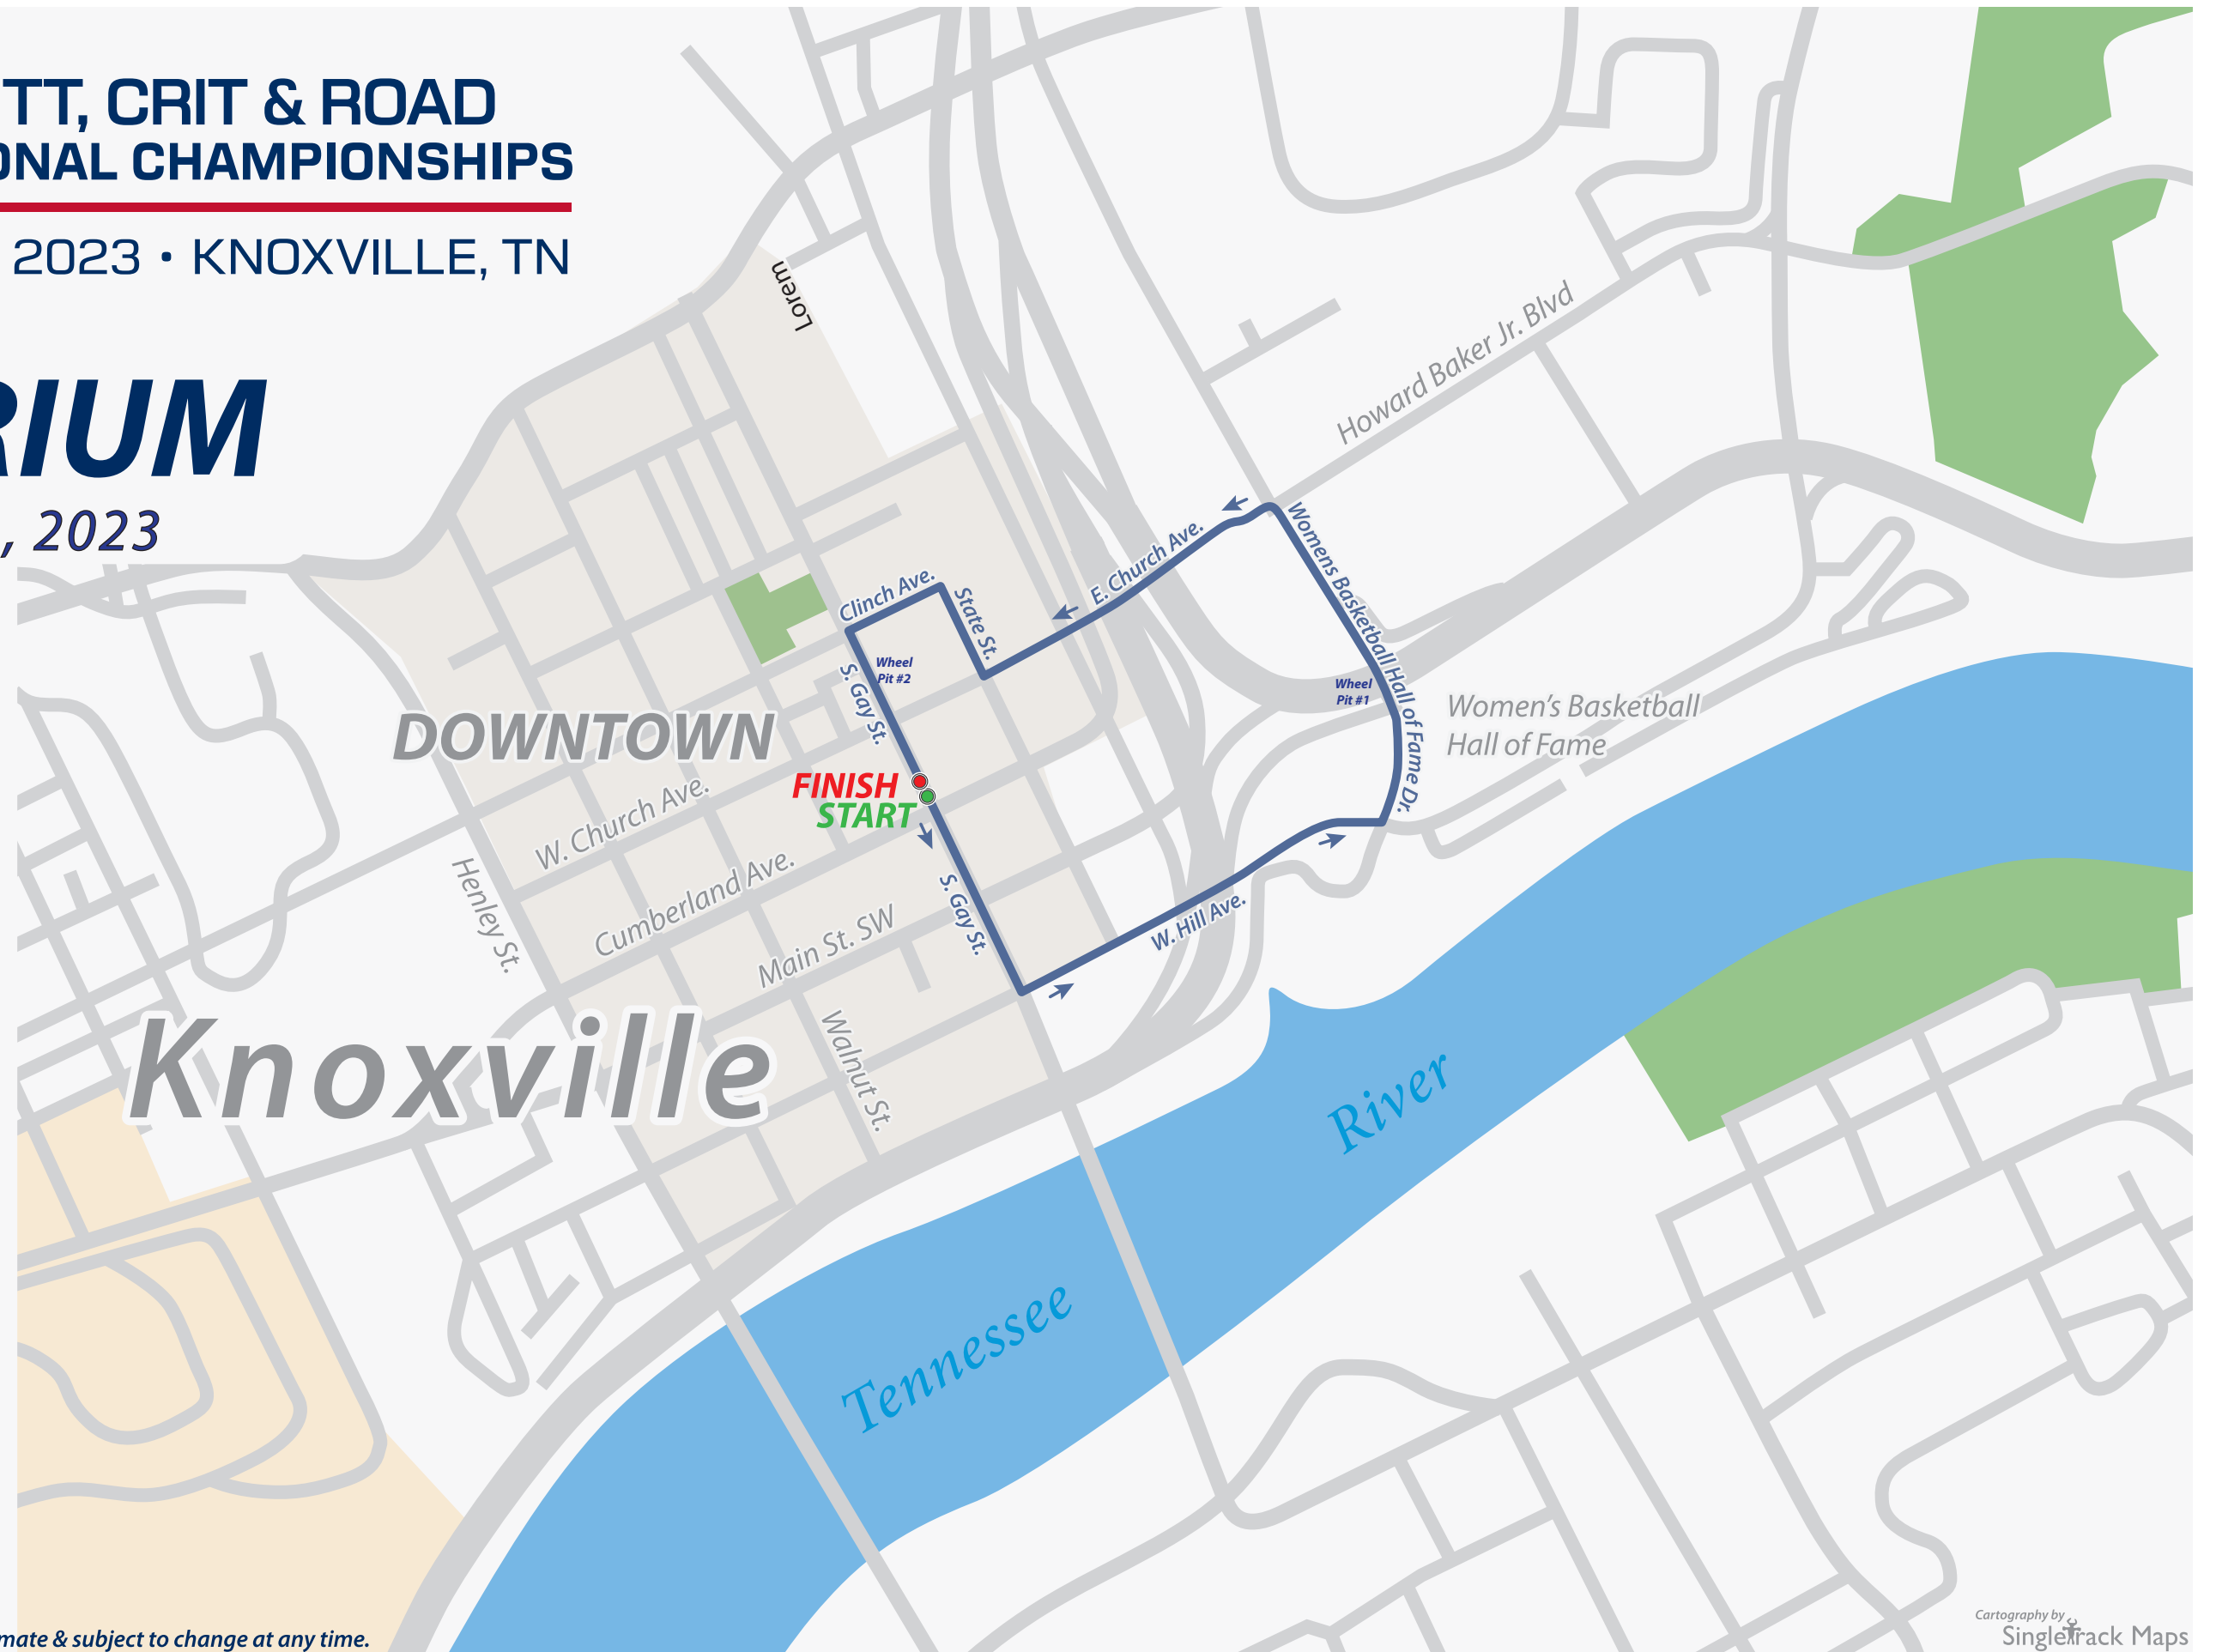 TT, CRIT & ROAD
ONAL CHAMPIONSHIPS
2023 • KNOXVILLE, TN
RIUM
, 2023
Lorem
Howard Baker Jr. Blvd
Womens Basketball Hall of Fame Dr.
E. Church Ave.
Clinch Ave.
State St.
Wheel
Pit #2
S. Gay St.
Wheel
Pit #1
Women's Basketball
Hall of Fame
DOWNTOWN
FINISH
START
W. Church Ave.
Cumberland Ave.
Henley St.
Main St. SW
S. Gay St.
W. Hill Ave.
Knoxville
Walnut St.
Tennessee
River
mate & subject to change at any time.
Cartography by
SingleTrack Maps